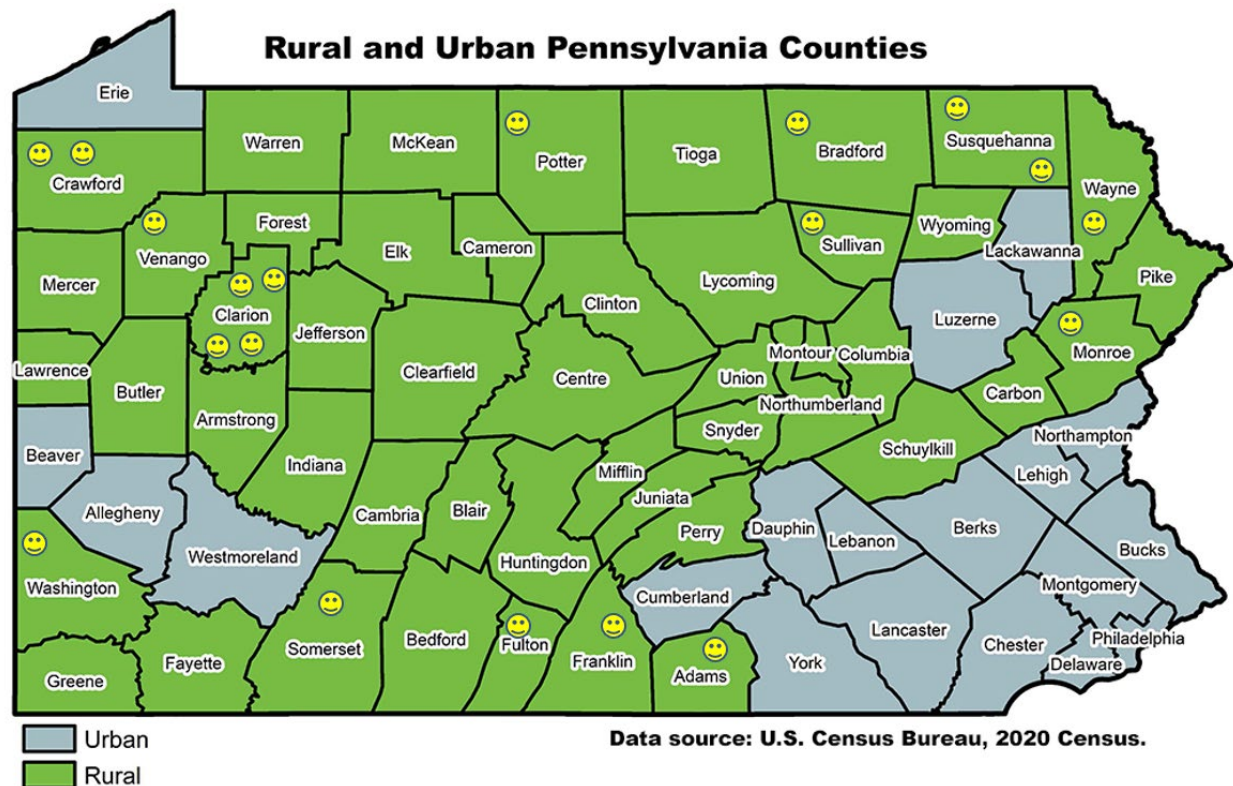 Rural and Urban Pennsylvania Counties
Erie
Warren
McKean
Potter
Tioga
Bradford
Susquehanna
Wayne
Crawford
Forest
Venango
Elk
Cameron
Sullivan
Wyoming
Lackawanna
Mercer
Clarion
Jefferson
Clinton
Lycoming
Luzerne
Pike
Lawrence
Butler
Clearfield
Centre
Union
Montour
Columbia
Monroe
Carbon
Armstrong
Northumberland
Snyder
Schuylkill
Northampton
Beaver
Indiana
Mifflin
Lehigh
Allegheny
Cambria
Blair
Juniata
Perry
Dauphin
Lebanon
Berks
Bucks
Westmoreland
Huntingdon
Washington
Cumberland
Montgomery
Lancaster
Chester
Philadelphia
Delaware
Greene
Fayette
Somerset
Bedford
Fulton
Franklin
Adams
York
Urban
Rural
Data source: U.S. Census Bureau, 2020 Census.